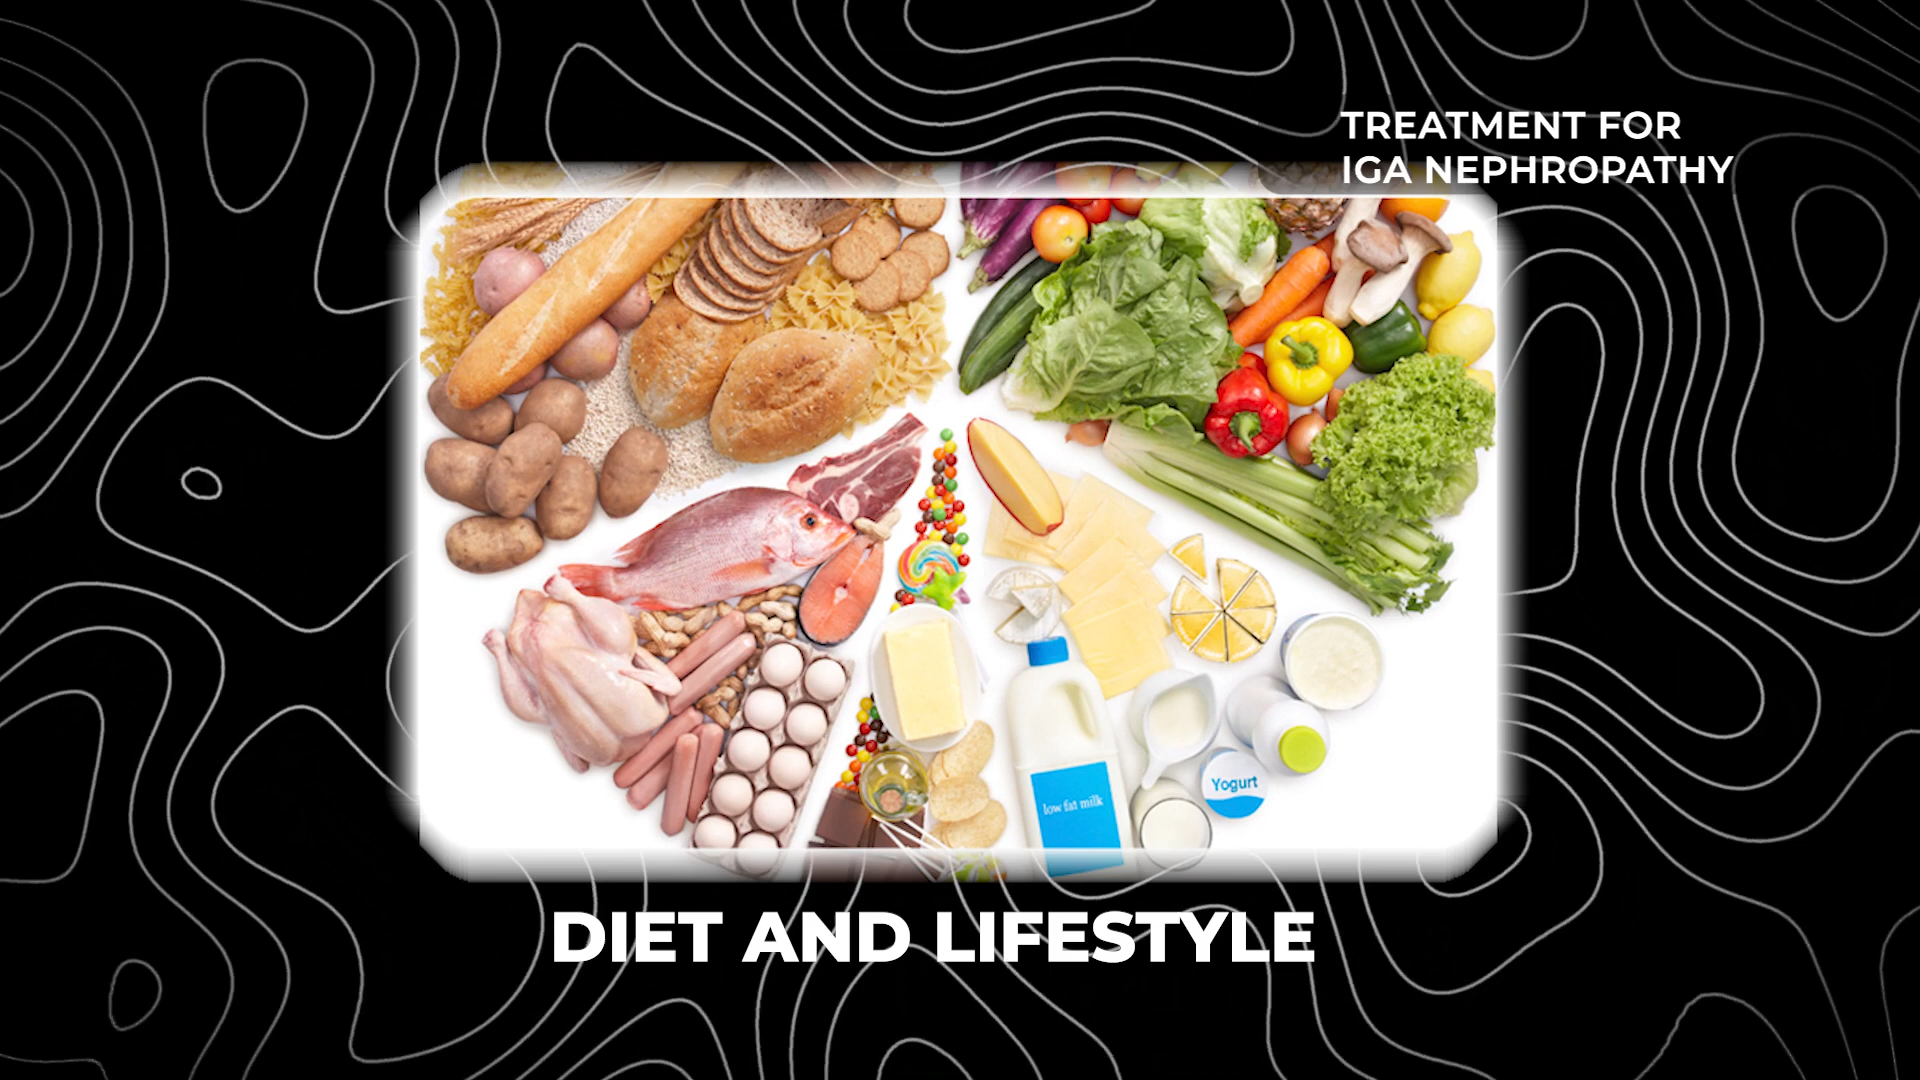 TREATMENT FOR
IGA NEPHROPATHY
low fat milk
Yogurt
DIET AND LIFESTYLE